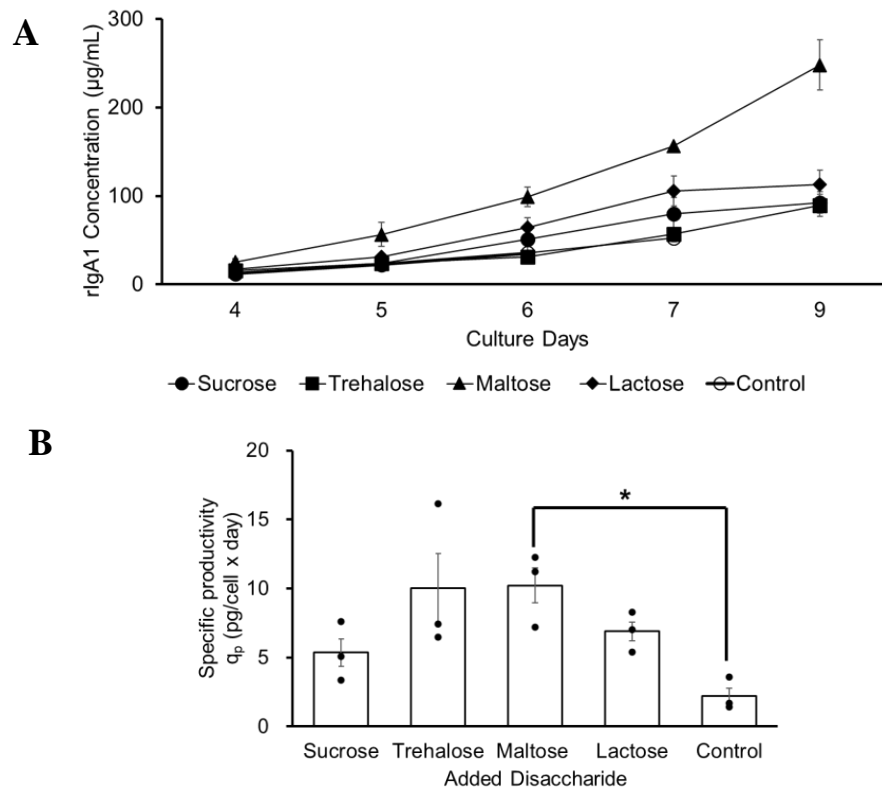 A
300
200
100
0
rIgA1 Concentration (µg/mL)
4 5 6 7 9
Culture Days
Sucrose Trehalose Maltose Lactose Control
B
20
15
10
5
0
Specific productivity
qp (pg/cell x day)
*
Sucrose Trehalose Maltose Lactose Control
Added Disaccharide